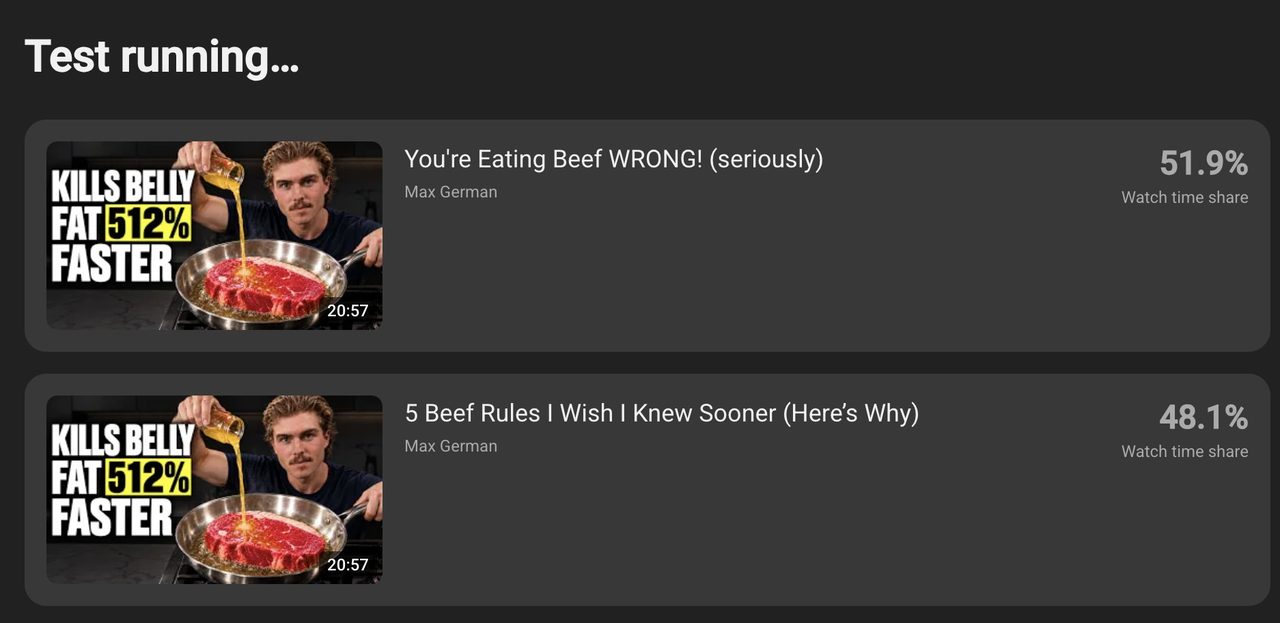 Test running...
KILLS BELLY
FAT 512%
FASTER
20:57
You're Eating Beef WRONG! (seriously)
Max German
51.9%
Watch time share
KILLS BELLY
FAT 512%
FASTER
20:57
5 Beef Rules I Wish I Knew Sooner (Here’s Why)
Max German
48.1%
Watch time share